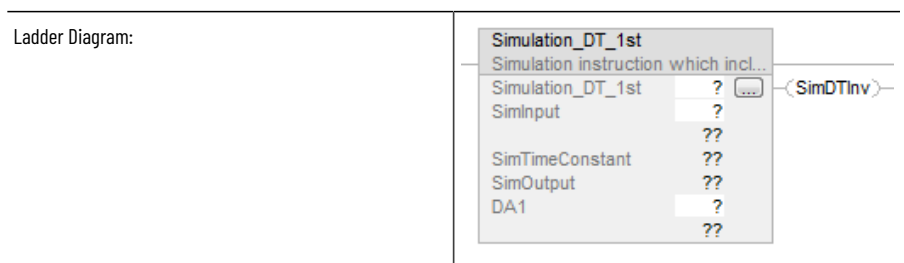 Ladder Diagram:
Simulation_DT_1st
Simulation instruction which incl...
Simulation_DT_1st ? ...
SimInput ?
??
SimTimeConstant ??
SimOutput ??
DA1 ?
??
SimDTInv